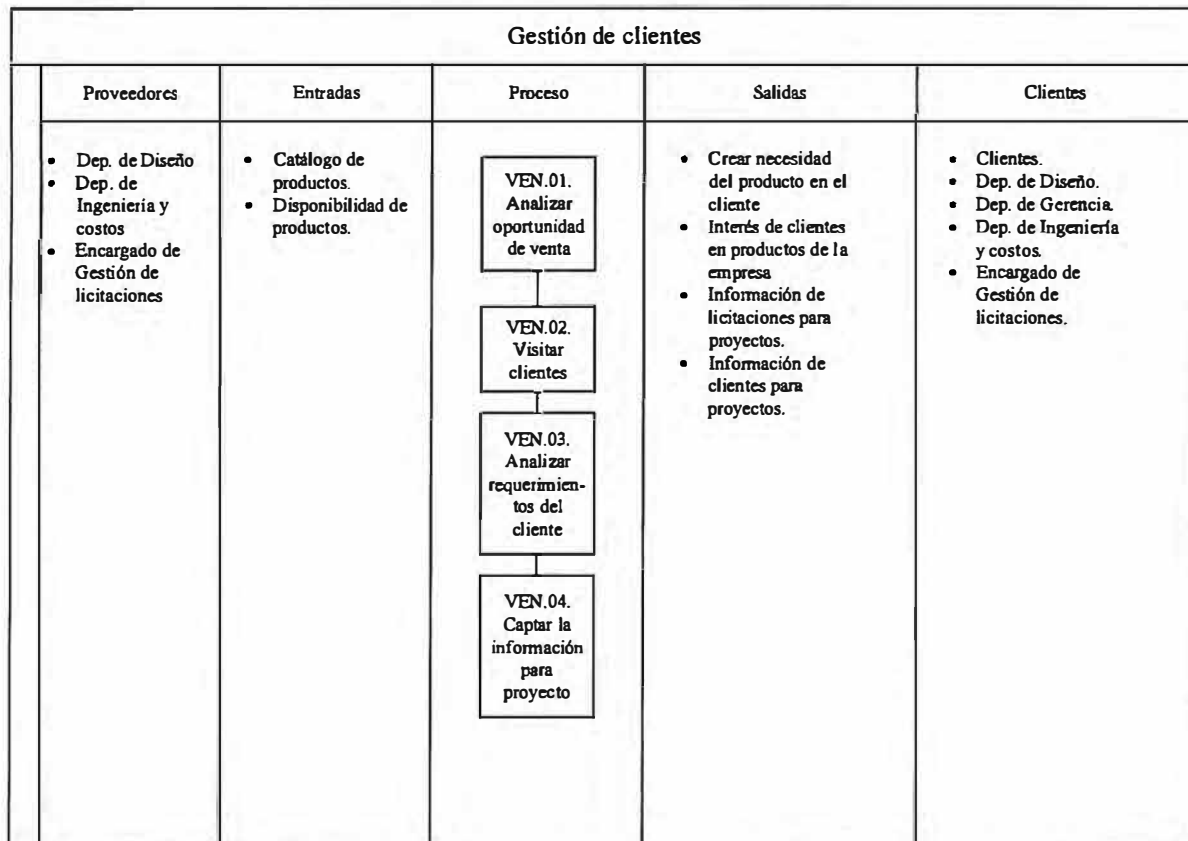 Gestión de clientes
Proveedores
Entradas
Proceso
Salidas
Clientes
• Dep. de Diseño
• Dep. de
Ingeniería y
costos
• Encargado de
Gestión de
licitaciones
• Catálogo de
productos.
• Disponibilidad de
productos.
VEN.01.
Analizar
oportunidad
de venta
VEN.02.
Visitar
clientes
VEN.03.
Analizar
requerimien-
tos del
cliente
VEN.04.
Captar la
información
para
proyecto
• Crear necesidad
del producto en el
cliente
• Interés de clientes
en productos de la
empresa
• Información de
licitaciones para
proyectos.
• Información de
clientes para
proyectos.
• Clientes.
• Dep. de Diseño.
• Dep. de Gerencia.
• Dep. de Ingeniería
y costos.
• Encargado de
Gestión de
licitaciones.